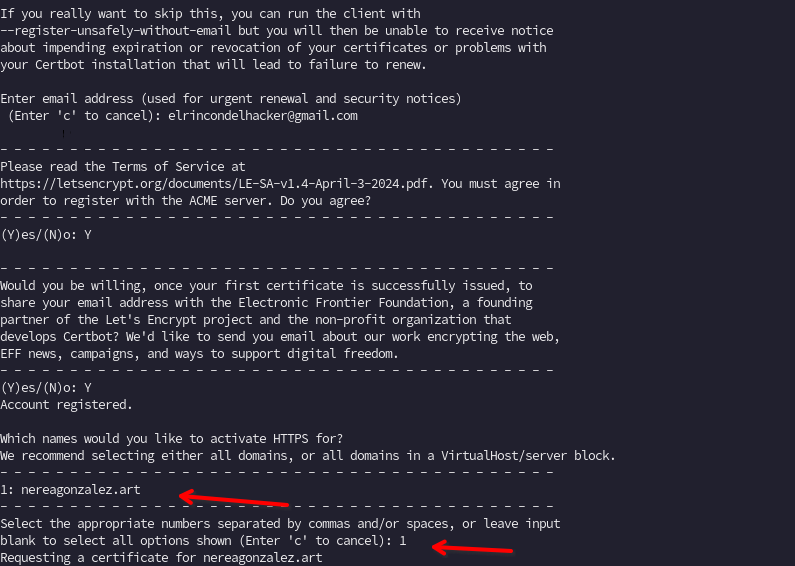 If you really want to skip this, you can run the client with
--register-unsafely-without-email but you will then be unable to receive notice
about impending expiration or revocation of your certificates or problems with
your Certbot installation that will lead to failure to renew.
Enter email address (used for urgent renewal and security notices)
 (Enter 'c' to cancel): elrincondelhacker@gmail.com
- - - - - - - - - - - - - - - - - - - - - - - - - - - - - - - - - - - - - - - -
Please read the Terms of Service at
https://letsencrypt.org/documents/LE-SA-v1.4-April-3-2024.pdf. You must agree in
order to register with the ACME server. Do you agree?
- - - - - - - - - - - - - - - - - - - - - - - - - - - - - - - - - - - - - - - -
(Y)es/(N)o: Y
- - - - - - - - - - - - - - - - - - - - - - - - - - - - - - - - - - - - - - - -
Would you be willing, once your first certificate is successfully issued, to
share your email address with the Electronic Frontier Foundation, a founding
partner of the Let's Encrypt project and the non-profit organization that
develops Certbot? We'd like to send you email about our work encrypting the web,
EFF news, campaigns, and ways to support digital freedom.
- - - - - - - - - - - - - - - - - - - - - - - - - - - - - - - - - - - - - - - -
(Y)es/(N)o: Y
Account registered.
Which names would you like to activate HTTPS for?
We recommend selecting either all domains, or all domains in a VirtualHost/server block.
- - - - - - - - - - - - - - - - - - - - - - - - - - - - - - - - - - - - - - - -
1: nereagonzalez.art
- - - - - - - - - - - - - - - - - - - - - - - - - - - - - - - - - - - - - - - -
Select the appropriate numbers separated by commas and/or spaces, or leave input
blank to select all options shown (Enter 'c' to cancel): 1
Requesting a certificate for nereagonzalez.art